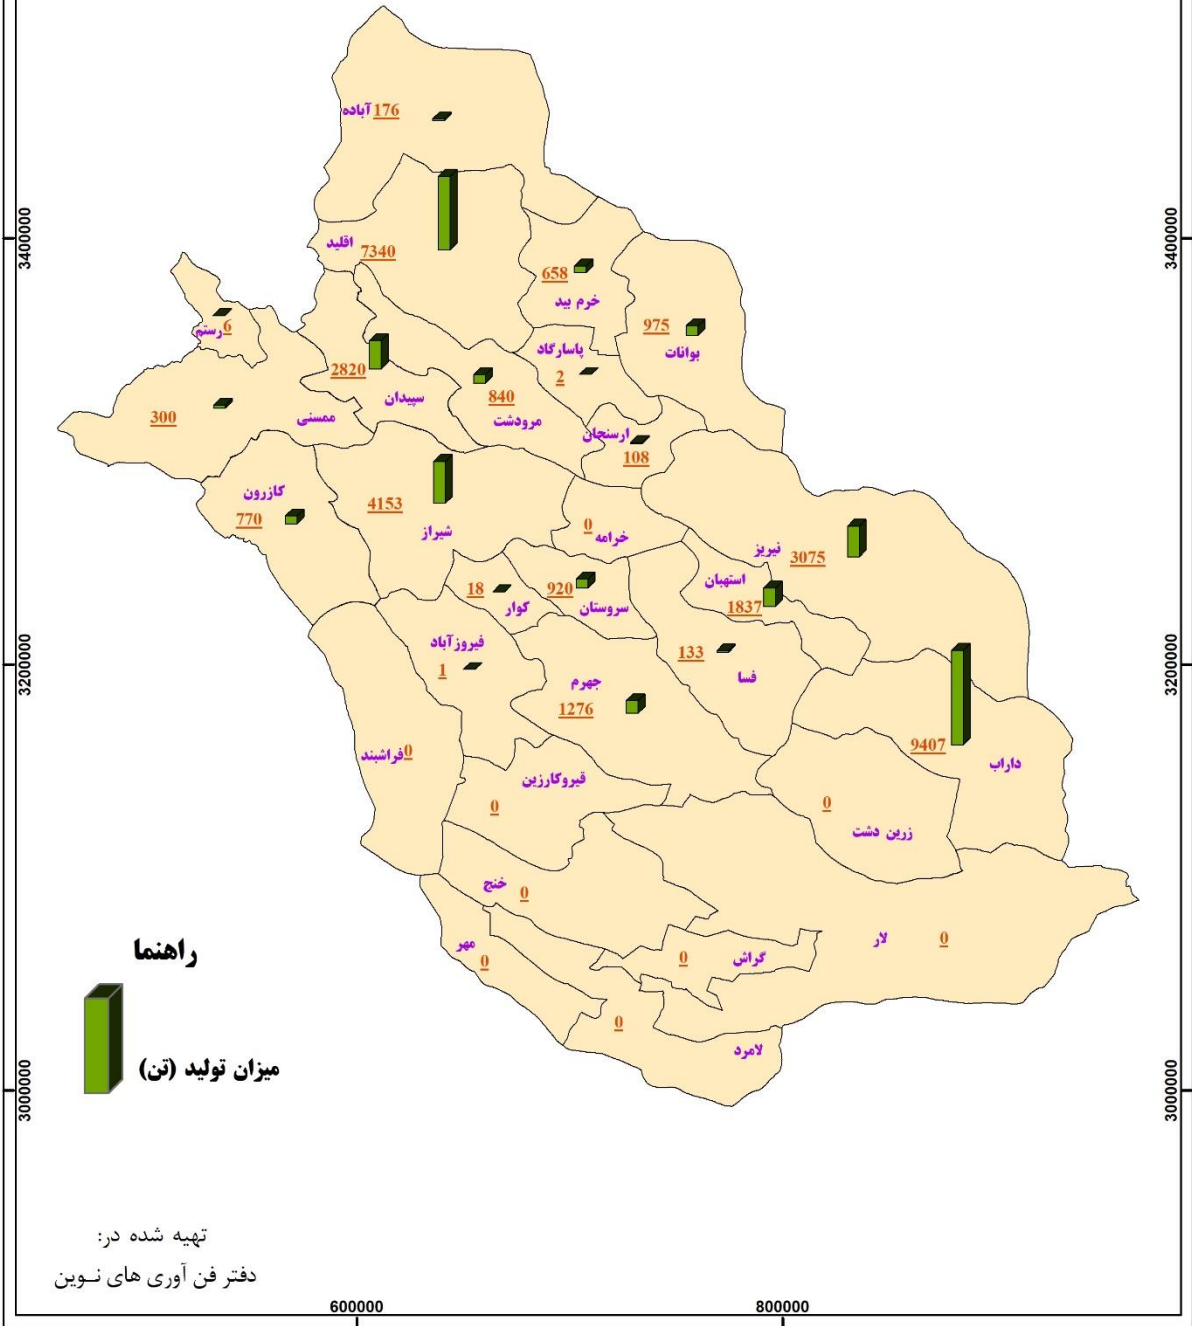 آباده 176
3400000
3400000
اقلید
7340
658
خرم بید
975
بوانات
رستم 6
پاسارگاد
2
2820
سپیدان
840
مرودشت
300
ممسنی
ارسنجان
108
کازرون
770
4153
شیراز
0
خرامه
نیریز
3075
استهبان
1837
18
کوار
920
سروستان
فیروزآباد
1
133
فسا
3200000
3200000
جهرم
1276
9407
داراب
فراشبند 0
قیروکارزین
0
0
زرین دشت
خنج
0
مهر
0
0
گراش
لار
0
0
لامرد
راهنما
میزان تولید (تن)
3000000
3000000
تهیه شده در:
دفتر فن آوری های نـوین
600000
800000